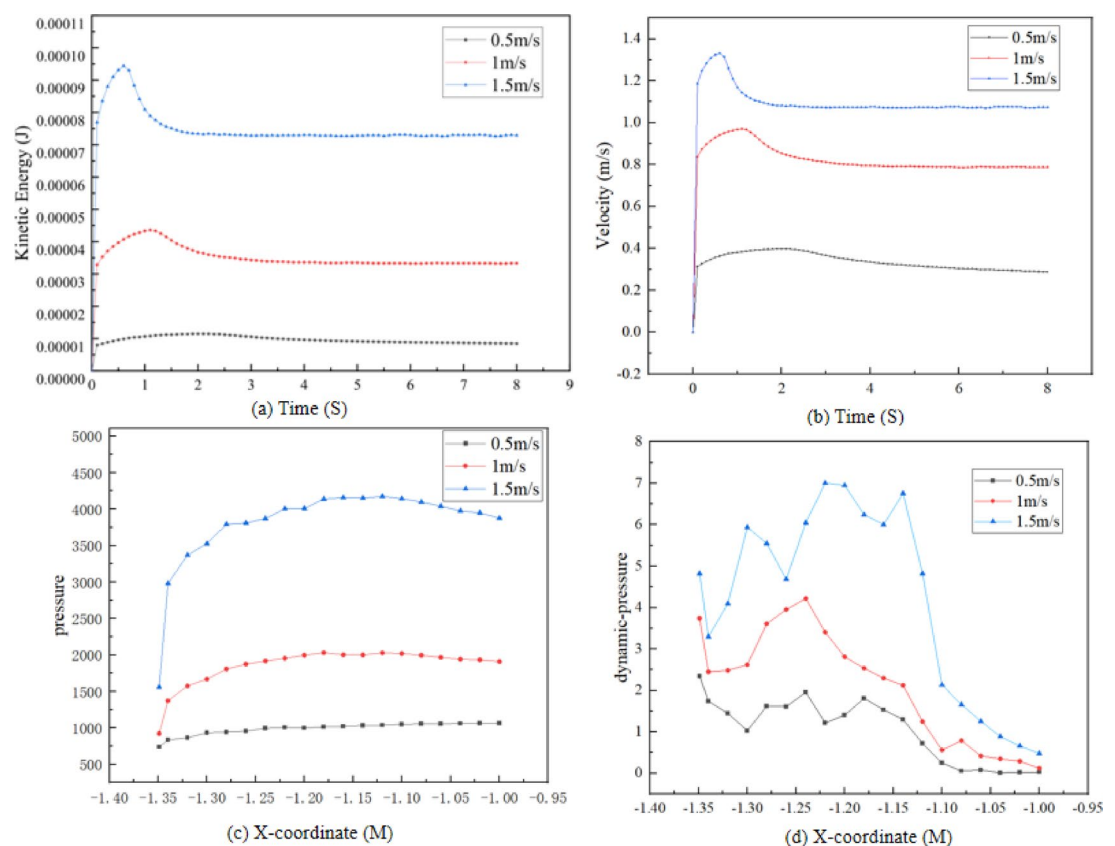 0.00011
0.00010
0.00009
0.00008
0.00007
0.00006
0.00005
0.00004
0.00003
0.00002
0.00001
0.00000
Kinetic Energy (J)
0.5m/s
1m/s
1.5m/s
0 1 2 3 4 5 6 7 8 9
(a) Time (S)
1.4
1.2
1.0
0.8
0.6
0.4
0.2
0.0
-0.2
Velocity (m/s)
0.5m/s
1m/s
1.5m/s
0 2 4 6 8
(b) Time (S)
5000
4500
4000
3500
3000
2500
2000
1500
1000
500
pressure
0.5m/s
1m/s
1.5m/s
−1.40 −1.35 −1.30 −1.25 −1.20 −1.15 −1.10 −1.05 −1.00 −0.95
(c) X-coordinate (M)
8
7
6
5
4
3
2
1
0
dynamic-pressure
0.5m/s
1m/s
1.5m/s
−1.40 −1.35 −1.30 −1.25 −1.20 −1.15 −1.10 −1.05 −1.00 −0.95
(d) X-coordinate (M)